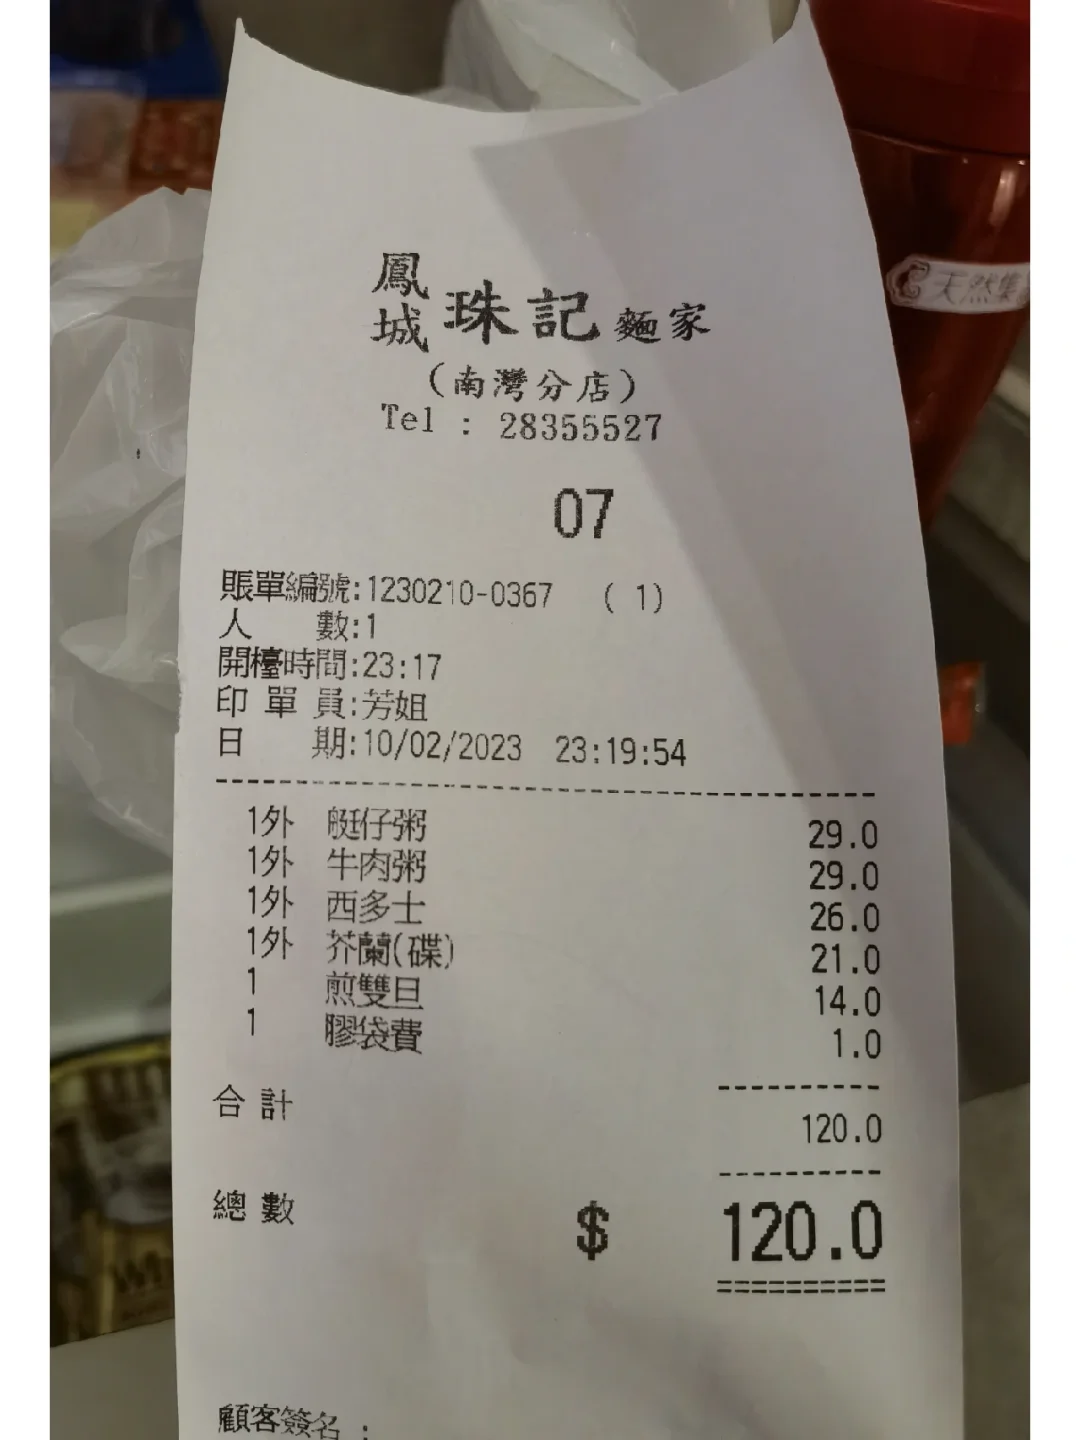 鳳城 珠記 麵家
(南灣分店)
Tel : 28355527
07
賬單編號:1230210-0367 ( 1)
人 數:1
開檯時間:23:17
印 單 員:芳姐
日 期:10/02/2023 23:19:54
1外 艇仔粥 29.0
1外 牛肉粥 29.0
1外 西多士 26.0
1外 芥蘭(碟) 21.0
1 煎雙旦 14.0
1 膠袋費 1.0
合計 120.0
總數 $ 120.0
顧客簽名 :
天然集